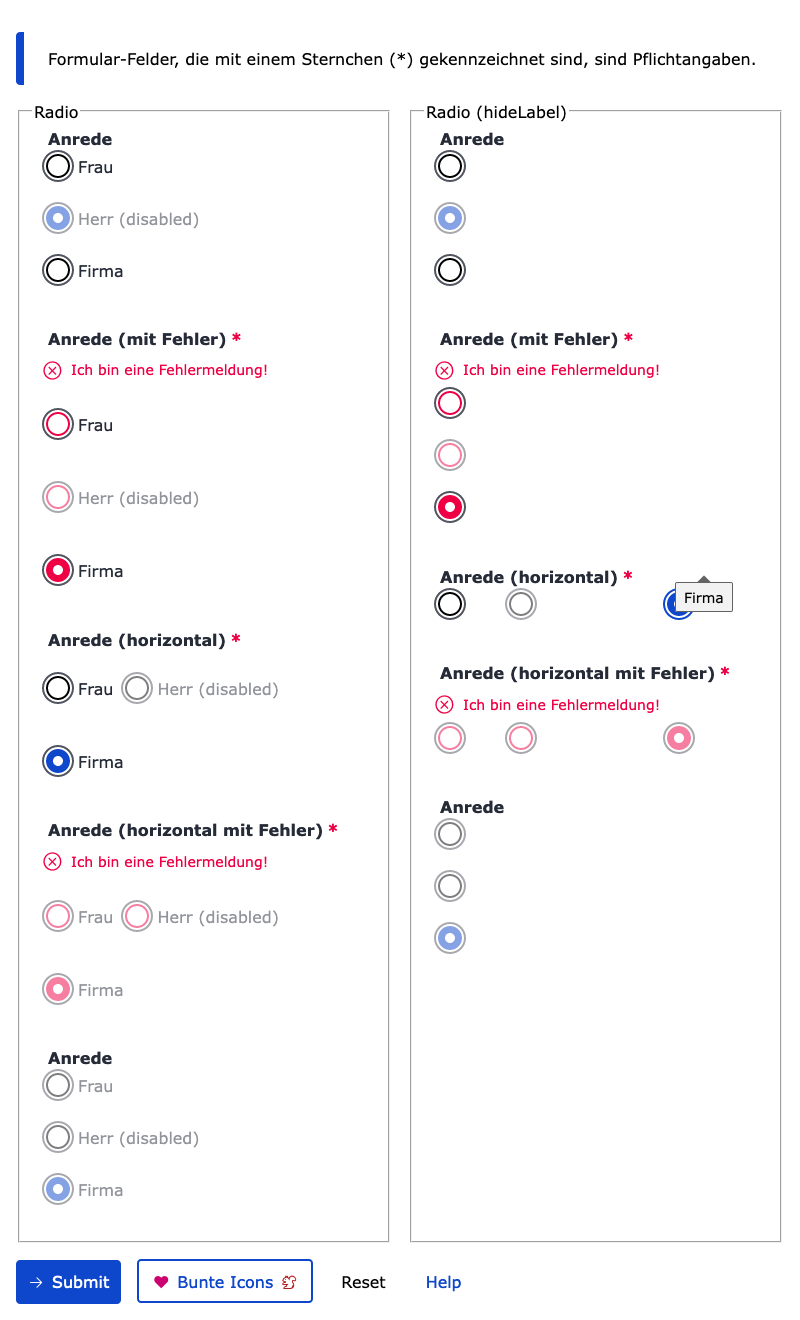 Formular-Felder, die mit einem Sternchen (*) gekennzeichnet sind, sind Pflichtangaben.
Radio
Anrede
Frau
Herr (disabled)
Firma
Anrede (mit Fehler) *
Ich bin eine Fehlermeldung!
Frau
Herr (disabled)
Firma
Anrede (horizontal) *
Frau Herr (disabled)
Firma
Anrede (horizontal mit Fehler) *
Ich bin eine Fehlermeldung!
Frau Herr (disabled)
Firma
Anrede
Frau
Herr (disabled)
Firma
Radio (hideLabel)
Anrede
Anrede (mit Fehler) *
Ich bin eine Fehlermeldung!
Anrede (horizontal) *
Firma
Anrede (horizontal mit Fehler) *
Ich bin eine Fehlermeldung!
Anrede
Submit Bunte Icons Reset Help